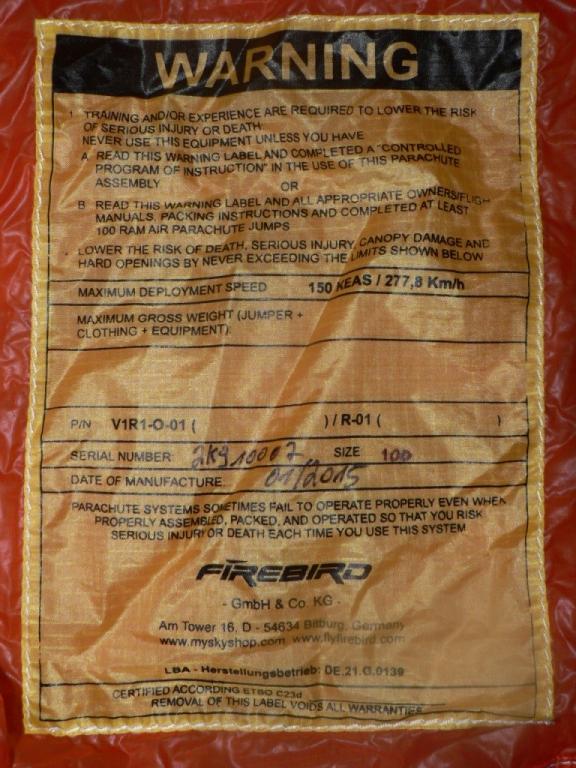 WARNING
1 TRAINING AND/OR EXPERIENCE ARE REQUIRED TO LOWER THE RISK
OF SERIOUS INJURY OR DEATH
NEVER USE THIS EQUIPMENT UNLESS YOU HAVE
A READ THIS WARNING LABEL AND COMPLETED A "CONTROLLED
PROGRAM OF INSTRUCTION" IN THE USE OF THIS PARACHUTE
ASSEMBLY
OR
B READ THIS WARNING LABEL AND ALL APPROPRIATE OWNERS/FLIGH
MANUALS, PACKING INSTRUCTIONS AND COMPLETED AT LEAST
100 RAM AIR PARACHUTE JUMPS
LOWER THE RISK OF DEATH, SERIOUS INJURY, CANOPY DAMAGE AND
HARD OPENINGS BY NEVER EXCEEDING THE LIMITS SHOWN BELOW
MAXIMUM DEPLOYMENT SPEED 150 KEAS / 277,8 Km/h
MAXIMUM GROSS WEIGHT (JUMPER +
CLOTHING + EQUIPMENT):
P/N V1R1-O-01 ( ) / R-01 ( )
SERIAL NUMBER: SIZE 100
DATE OF MANUFACTURE 01/2015
PARACHUTE SYSTEMS SOMETIMES FAIL TO OPERATE PROPERLY EVEN WHEN
PROPERLY ASSEMBLED, PACKED, AND OPERATED SO THAT YOU RISK
SERIOUS INJURY OR DEATH EACH TIME YOU USE THIS SYSTEM
FIREBIRD
- GmbH & Co. KG -
Am Tower 16, D - 54634 Bitburg, Germany
www.myskyshop.com www.flyfirebird.com
LBA - Herstellungsbetrieb: DE.21.G.0139
CERTIFIED ACCORDING ETSO C23d
REMOVAL OF THIS LABEL VOIDS ALL WARRANTIES